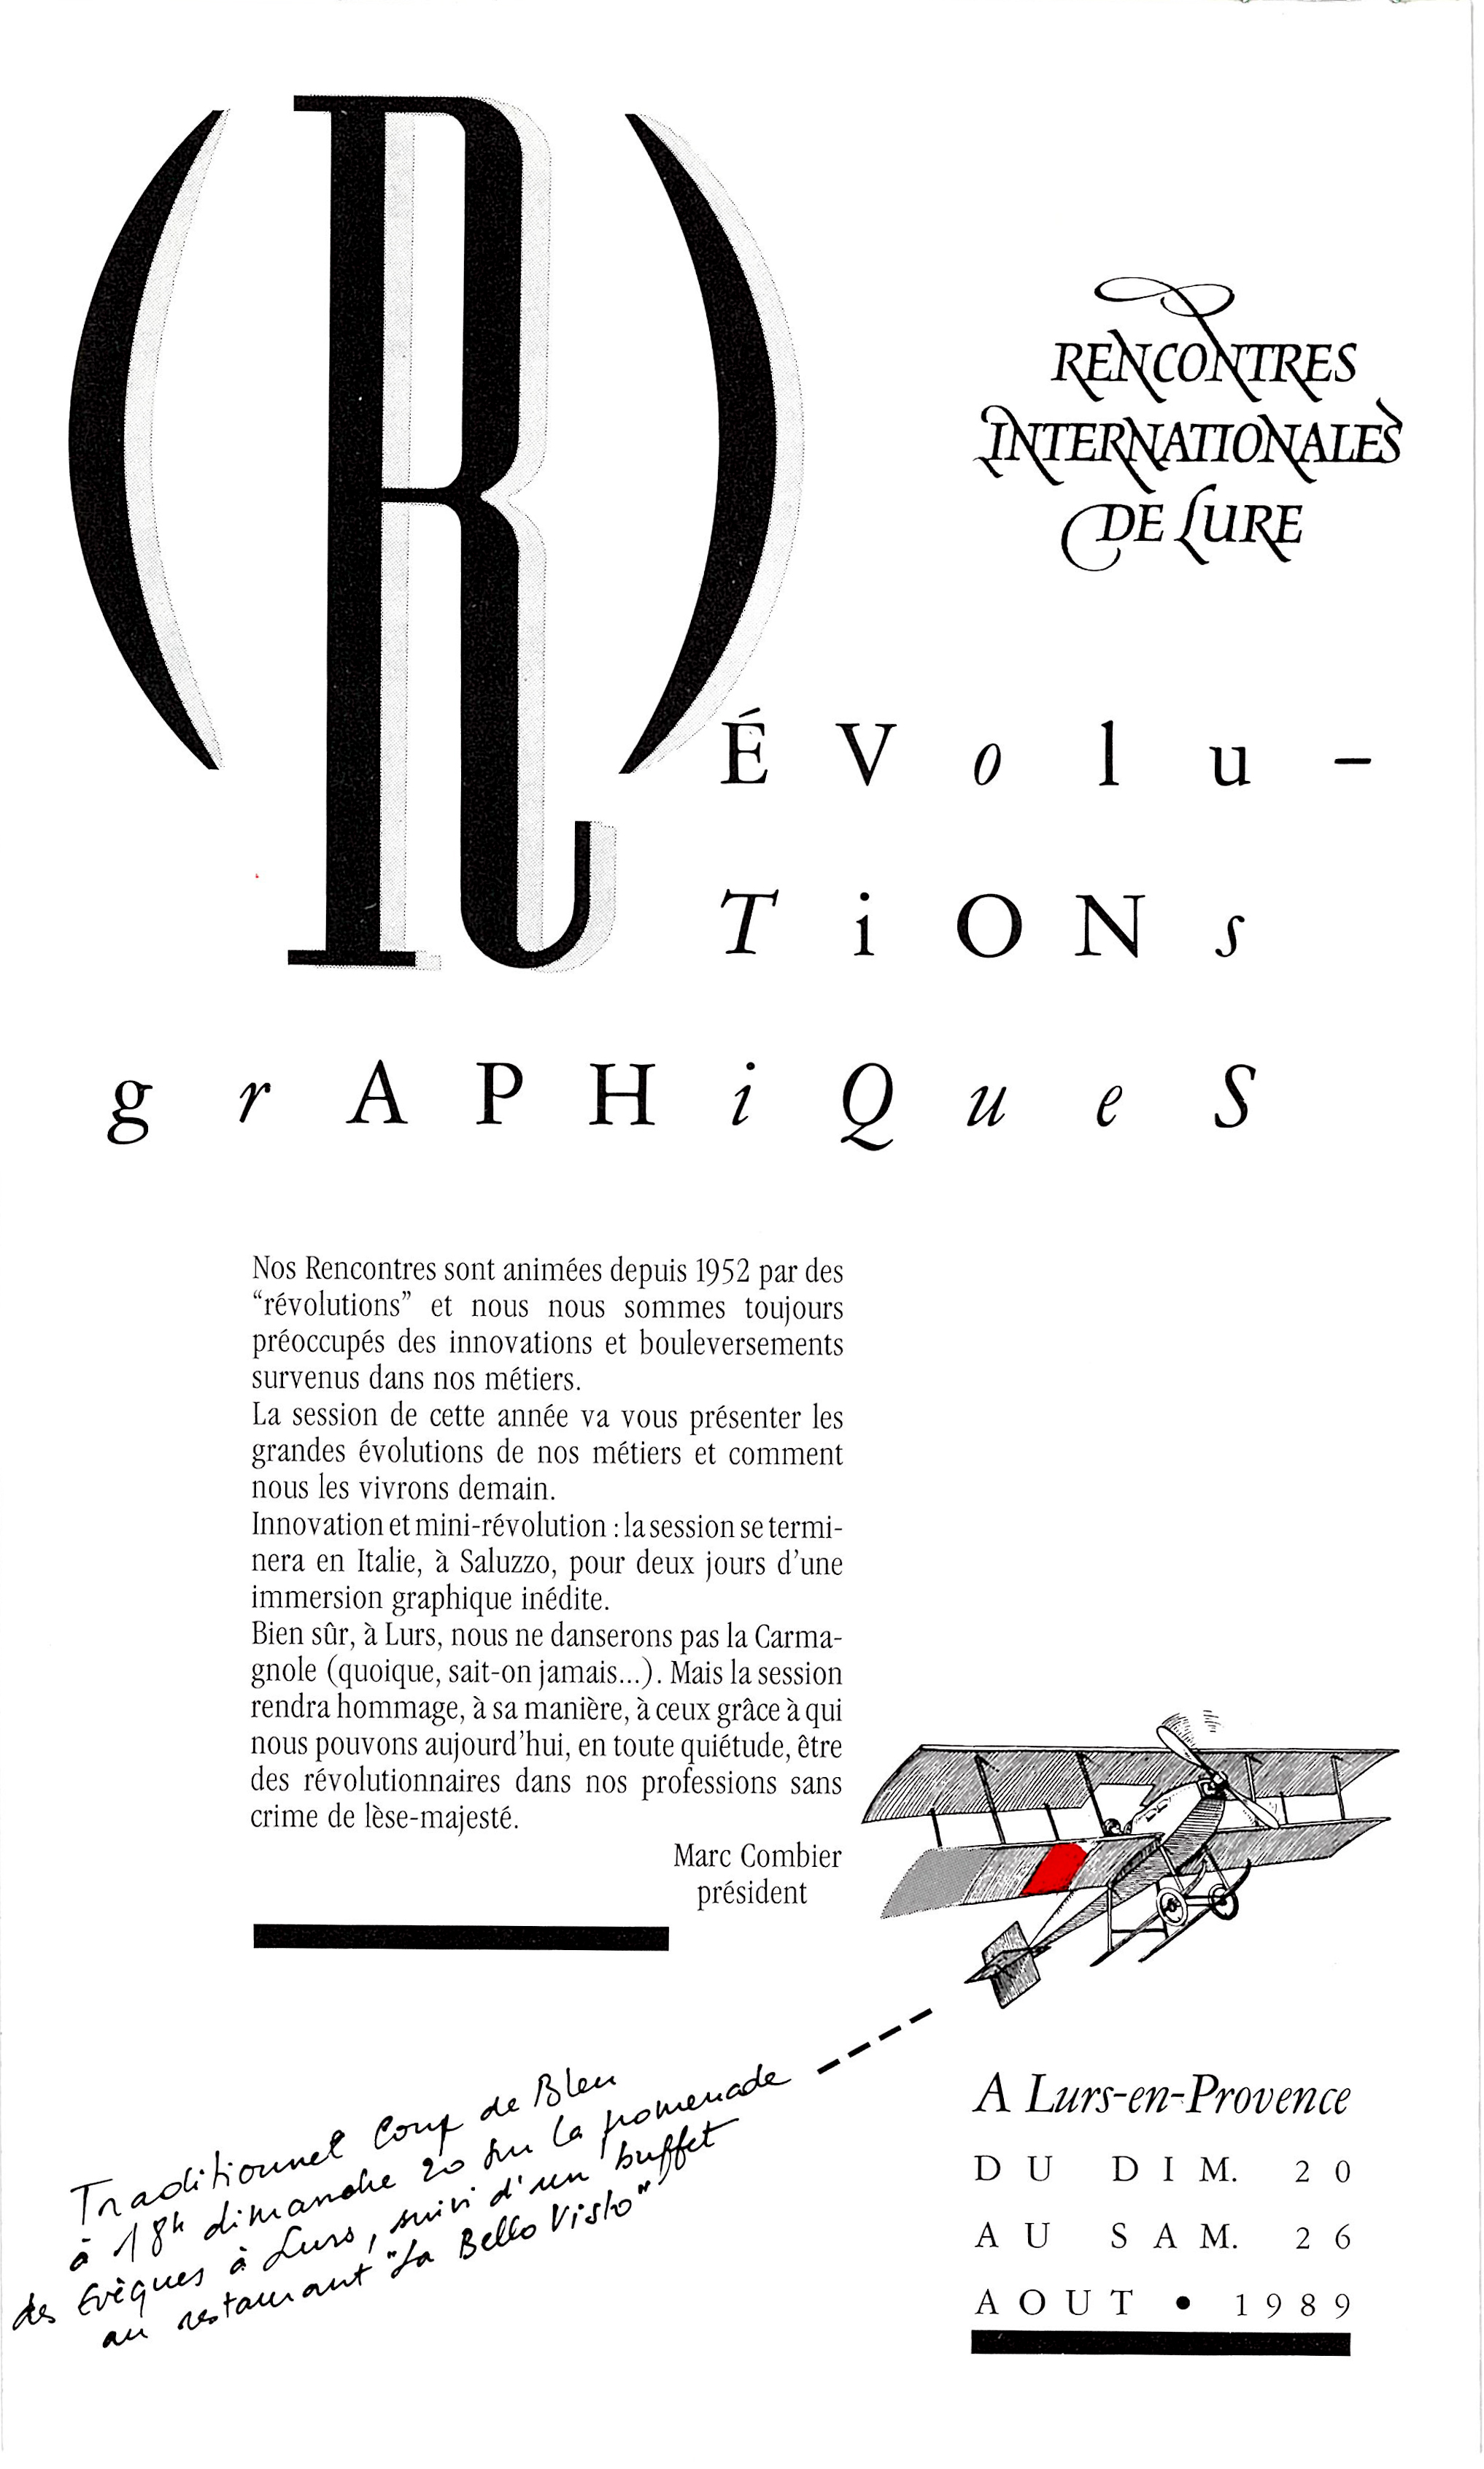 (R)
RENCONTRES
INTERNATIONALES
DE LURE
ÉVolu-
TiONs
grAPHiQueS
Nos Rencontres sont animées depuis 1952 par des
“révolutions” et nous nous sommes toujours
préoccupés des innovations et bouleversements
survenus dans nos métiers.
La session de cette année va vous présenter les
grandes évolutions de nos métiers et comment
nous les vivrons demain.
Innovation et mini-révolution : la session se termi-
nera en Italie, à Saluzzo, pour deux jours d’une
immersion graphique inédite.
Bien sûr, à Lurs, nous ne danserons pas la Carma-
gnole (quoique, sait-on jamais...). Mais la session
rendra hommage, à sa manière, à ceux grâce à qui
nous pouvons aujourd’hui, en toute quiétude, être
des révolutionnaires dans nos professions sans
crime de lèse-majesté.
Marc Combier
président
Traditionnel Coup de Bleu
à 18h dimanche 20 sur la promenade
des Evêques à Lurs, suivi d'un buffet
au restaurant "La Bello Visto"
A Lurs-en-Provence
DU DIM. 20
AU SAM. 26
AOUT • 1989